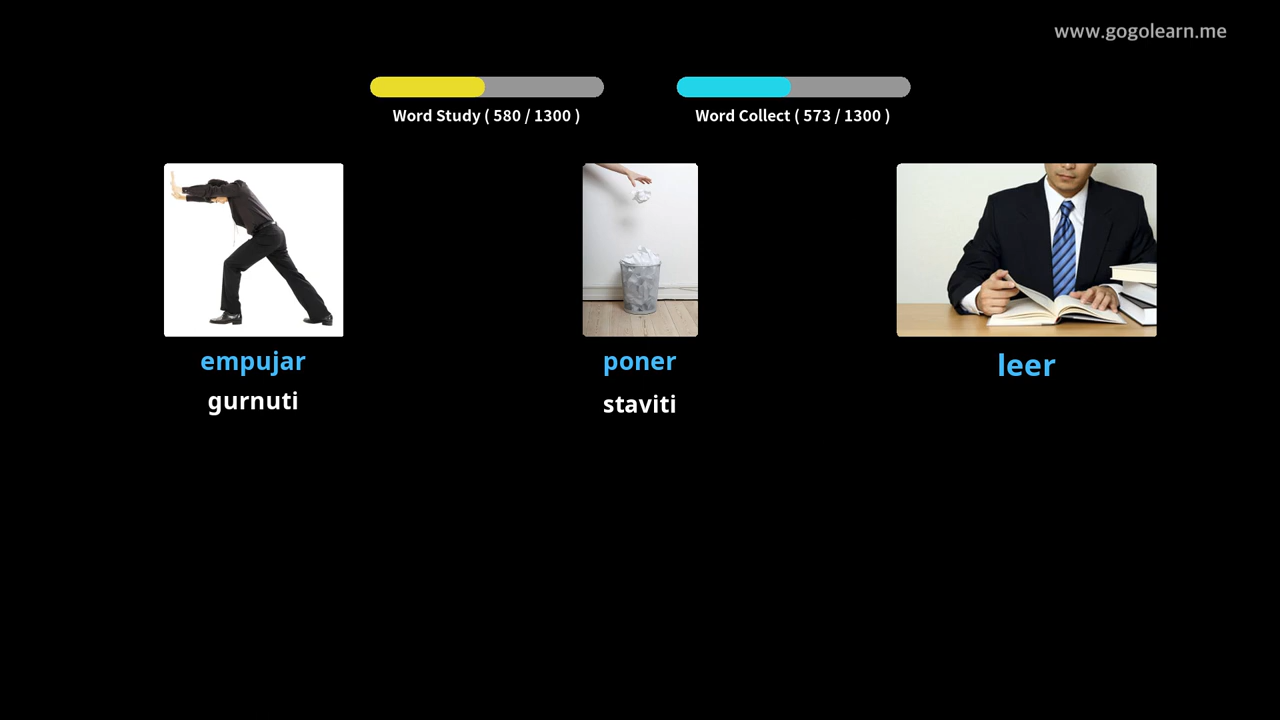 www.gogolearn.me
Word Study ( 580 / 1300 )
Word Collect ( 573 / 1300 )
empujar
poner
leer
gurnuti
staviti